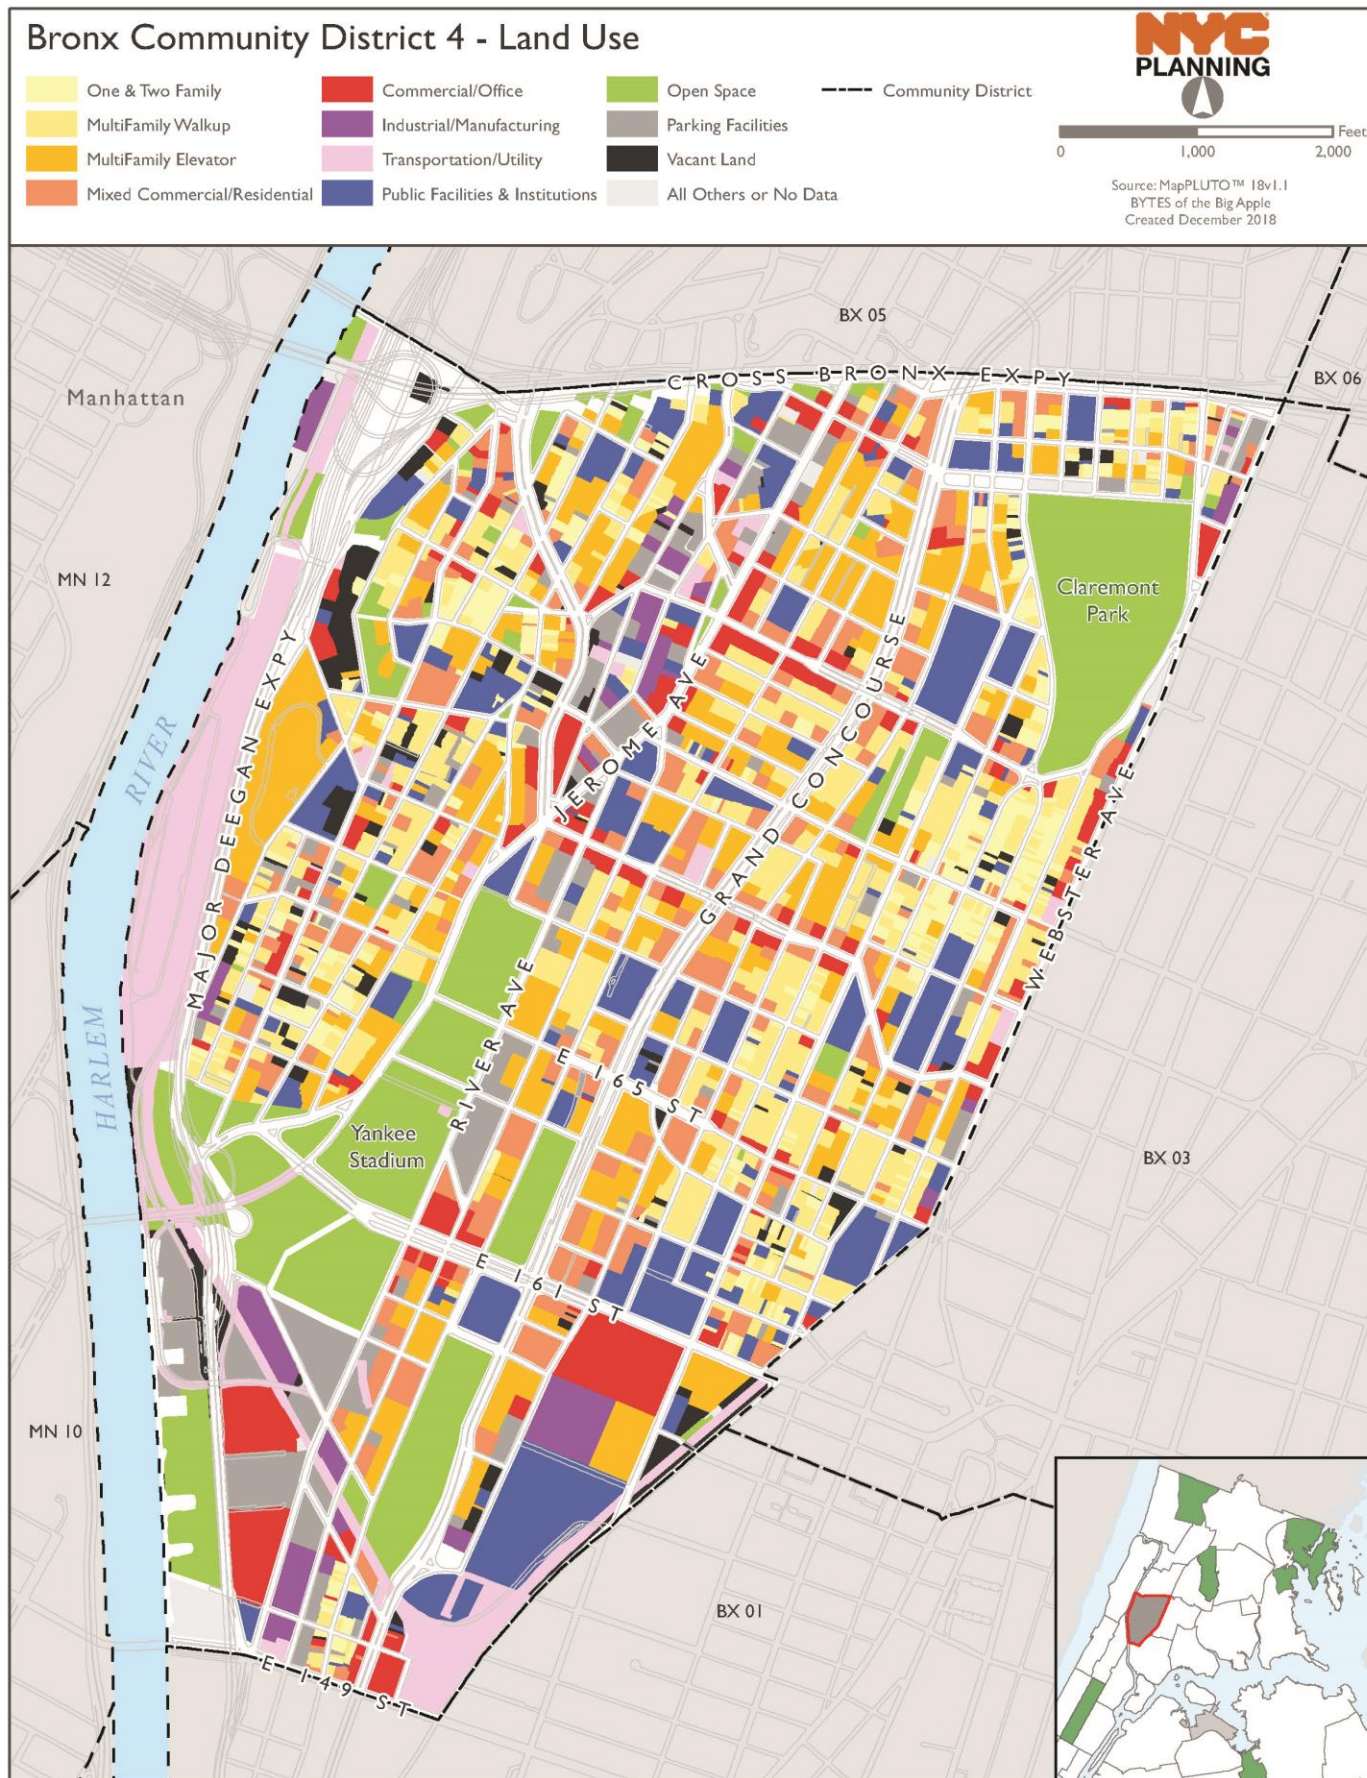 Bronx Community District 4 - Land Use
One & Two Family
MultiFamily Walkup
MultiFamily Elevator
Mixed Commercial/Residential
Commercial/Office
Industrial/Manufacturing
Transportation/Utility
Public Facilities & Institutions
Open Space
Parking Facilities
Vacant Land
All Others or No Data
Community District
NYC
PLANNING
Feet
0 1,000 2,000
Source: MapPLUTO™ 18v1.1
BYTES of the Big Apple
Created December 2018
BX 05
CROSS BRONX EXPY
BX 06
Manhattan
MN 12
Claremont
Park
MAJOR DEEGAN EXPY
HARLEM RIVER
JEROME AVE
GRAND CONCOURSE
WEBSTER AVE
RIVER AVE
E 165 ST
Yankee
Stadium
BX 03
E 161 ST
MN 10
BX 01
E 149 ST